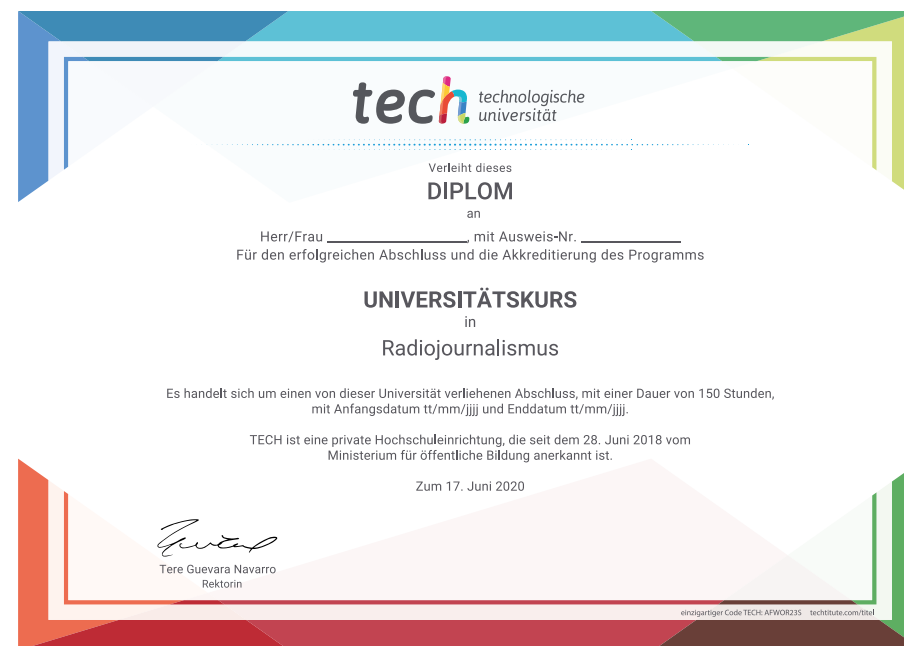 tech technologische
universität
Verleiht dieses
DIPLOM
an
Herr/Frau ____________________, mit Ausweis-Nr. ______________
Für den erfolgreichen Abschluss und die Akkreditierung des Programms
UNIVERSITÄTSKURS
in
Radiojournalismus
Es handelt sich um einen von dieser Universität verliehenen Abschluss, mit einer Dauer von 150 Stunden,
mit Anfangsdatum tt/mm/jjjj und Enddatum tt/mm/jjjj.
TECH ist eine private Hochschuleinrichtung, die seit dem 28. Juni 2018 vom
Ministerium für öffentliche Bildung anerkannt ist.
Zum 17. Juni 2020
Tere Guevara Navarro
Rektorin
einzigartiger Code TECH: AFWOR23S techtitute.com/titel